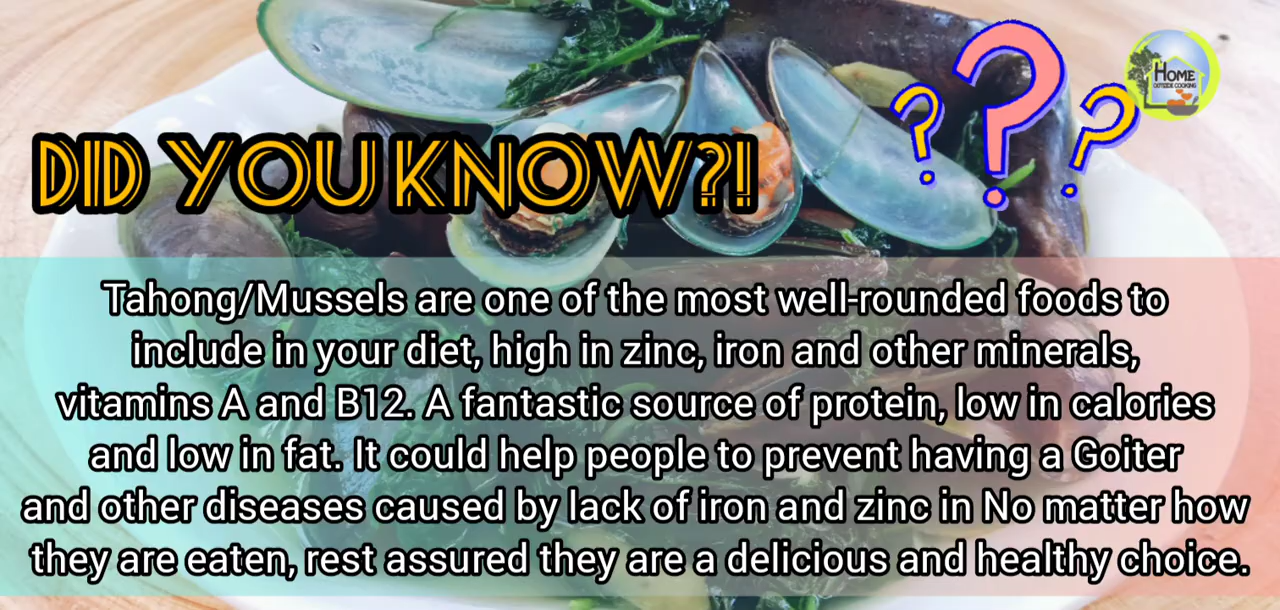 HOME
OUTSIDE COOKING
DID YOU KNOW?!
Tahong/Mussels are one of the most well-rounded foods to
include in your diet, high in zinc, iron and other minerals,
vitamins A and B12. A fantastic source of protein, low in calories
and low in fat. It could help people to prevent having a Goiter
and other diseases caused by lack of iron and zinc in No matter how
they are eaten, rest assured they are a delicious and healthy choice.